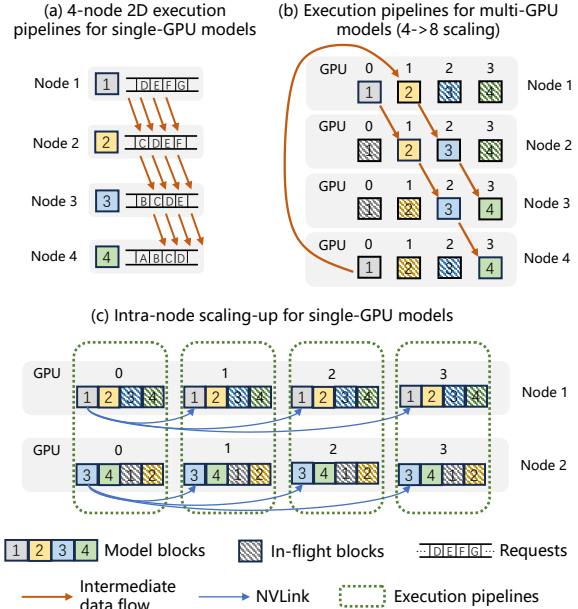 (a) 4-node 2D execution
pipelines for single-GPU models
Node 1 1 D E F G
Node 2 2 C D E F
Node 3 3 B C D E
Node 4 4 A B C D
(b) Execution pipelines for multi-GPU
models (4->8 scaling)
GPU 0 1 2 3
1 2 3 4 Node 1
0 1 2 3
1 2 3 4 Node 2
0 1 2 3
1 2 3 4 Node 3
0 1 2 3
1 2 3 4 Node 4
(c) Intra-node scaling-up for single-GPU models
GPU 0 1 2 3
1 2 3 4 1 2 3 4 1 2 3 4 1 2 3 4 Node 1
GPU 0 1 2 3
3 4 1 2 3 4 1 2 3 4 1 2 3 4 1 2 Node 2
1 2 3 4 Model blocks In-flight blocks D E F G Requests
Intermediate
data flow
NVLink
Execution pipelines